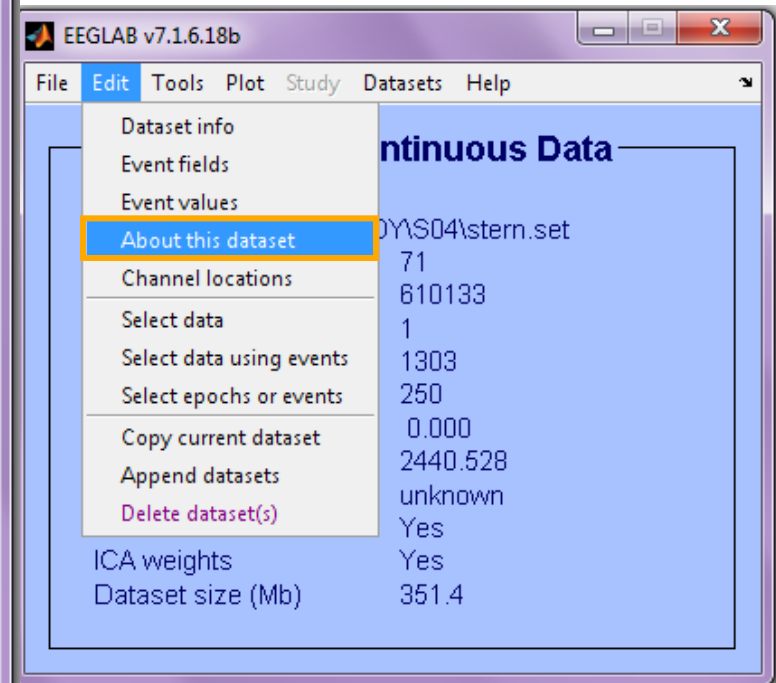 EEGLAB v7.1.6.18b
File Edit Tools Plot Study Datasets Help
ntinuous Data
Dataset info
Event fields
Event values
About this dataset
Channel locations
Select data
Select data using events
Select epochs or events
Copy current dataset
Append datasets
Delete dataset(s)
Y\S04\stern.set
71
610133
1
1303
250
0.000
2440.528
unknown
Yes
ICA weights Yes
Dataset size (Mb) 351.4